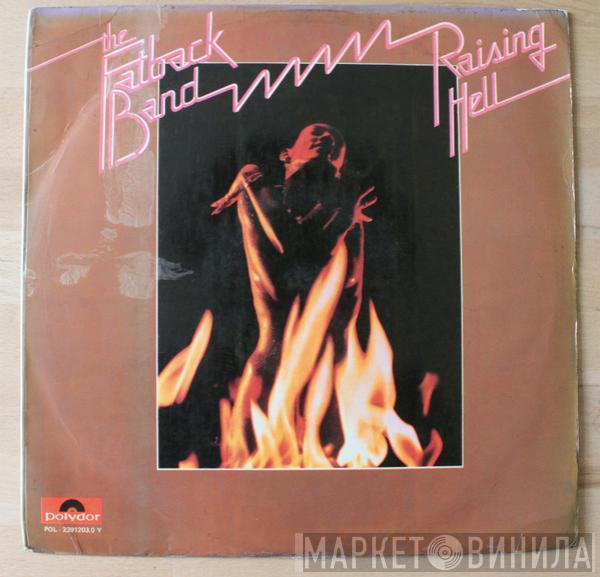 the
Fatback
Band
Raising
Hell
polydor
POL - 2391203.0 Y
МАРКЕТ ВИНИЛА